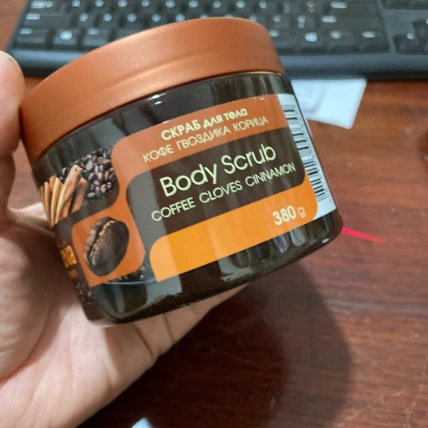 СКРАБ для тела
КОФЕ ГВОЗДИКА КОРИЦА
Body Scrub
COFFEE CLOVES CINNAMON
380 g